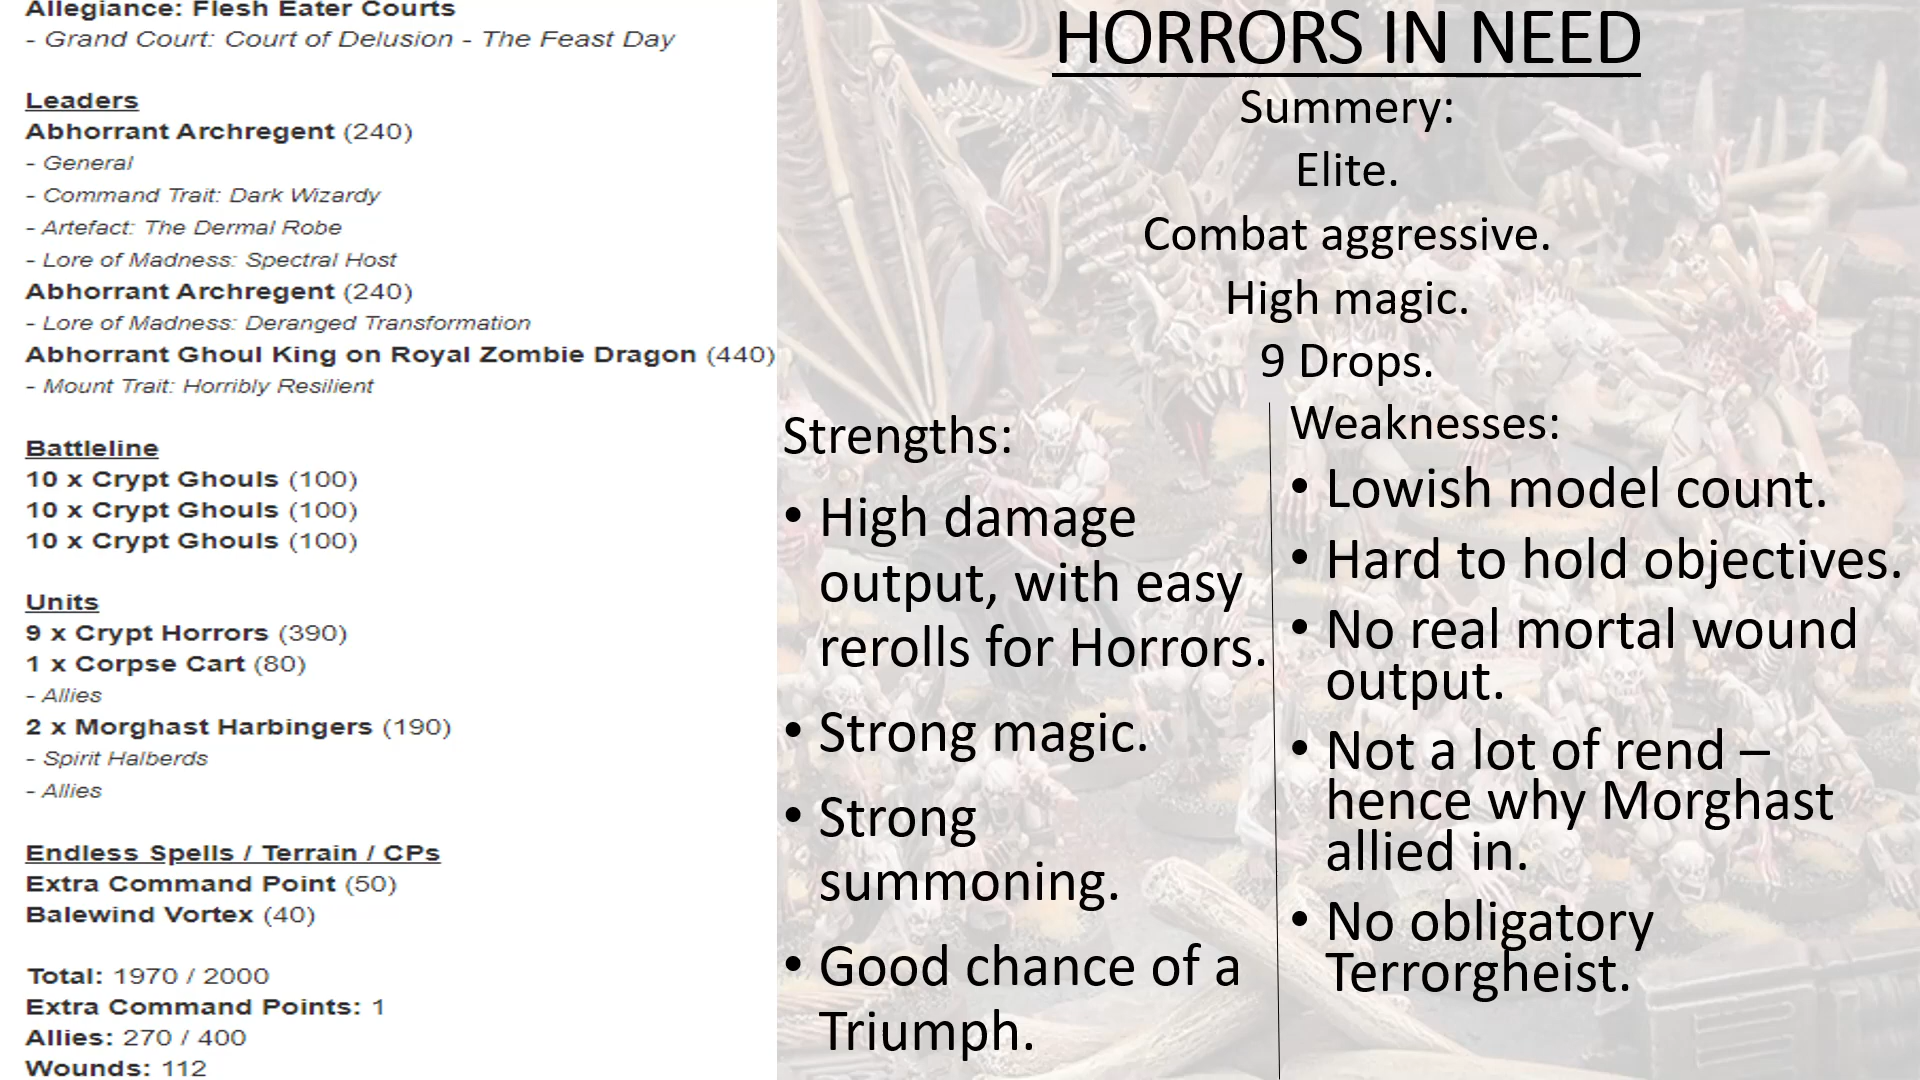 Allegiance: Flesh Eater Courts
- Grand Court: Court of Delusion - The Feast Day
Leaders
Abhorrant Archregent (240)
- General
- Command Trait: Dark Wizardy
- Artefact: The Dermal Robe
- Lore of Madness: Spectral Host
Abhorrant Archregent (240)
- Lore of Madness: Deranged Transformation
Abhorrant Ghoul King on Royal Zombie Dragon (440)
- Mount Trait: Horribly Resilient
Battleline
10 x Crypt Ghouls (100)
10 x Crypt Ghouls (100)
10 x Crypt Ghouls (100)
Units
9 x Crypt Horrors (390)
1 x Corpse Cart (80)
- Allies
2 x Morghast Harbingers (190)
- Spirit Halberds
- Allies
Endless Spells / Terrain / CPs
Extra Command Point (50)
Balewind Vortex (40)
Total: 1970 / 2000
Extra Command Points: 1
Allies: 270 / 400
Wounds: 112
HORRORS IN NEED
Summery:
Elite.
Combat aggressive.
High magic.
9 Drops.
Strengths:
• High damage
output, with easy
rerolls for Horrors.
• Strong magic.
• Strong
summoning.
• Good chance of a
Triumph.
Weaknesses:
• Lowish model count.
• Hard to hold objectives.
• No real mortal wound
output.
• Not a lot of rend –
hence why Morghast
allied in.
• No obligatory
Terrorgheist.